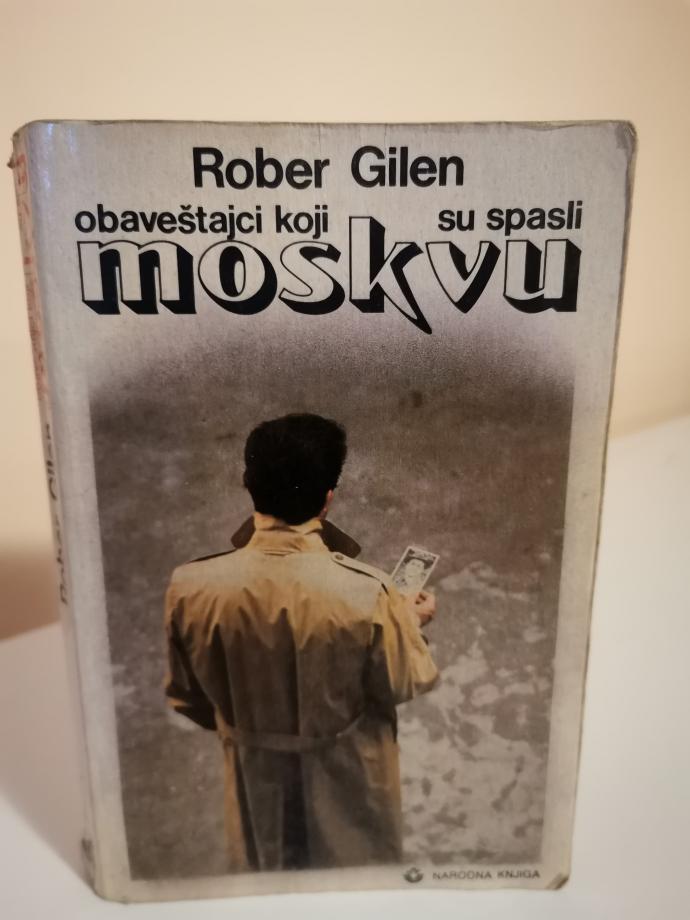 Rober Gilen
obaveštajci koji su spasli
moskvu
NARODNA KNJIGA